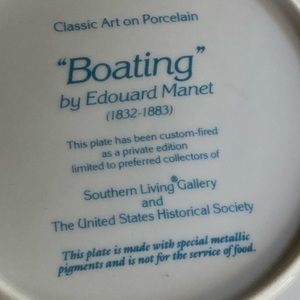 Classic Art on Porcelain
"Boating"
by Edouard Manet
(1832-1883)
This plate has been custom-fired
as a private edition
limited to preferred collectors of
Southern Living® Gallery
and
The United States Historical Society
This plate is made with special metallic
pigments and is not for the service of food.